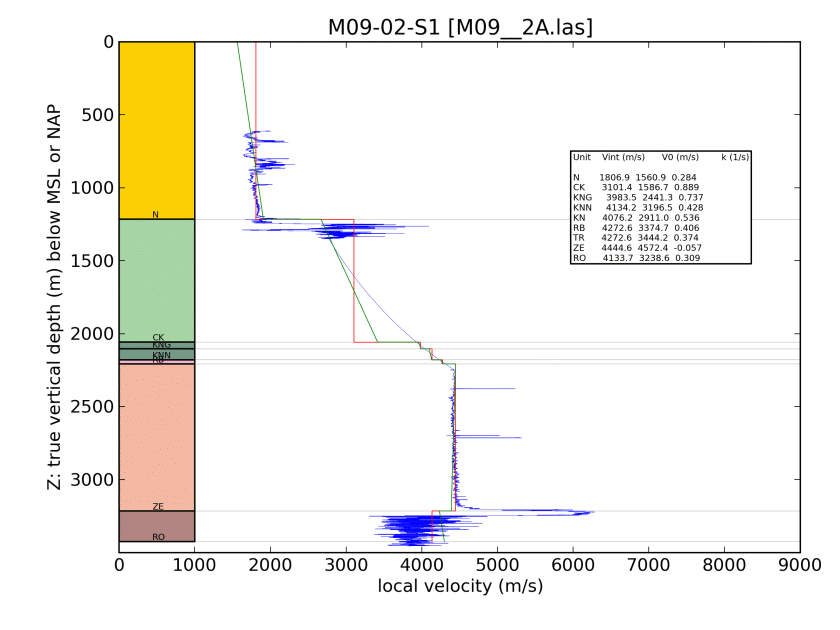 M09-02-S1 [M09__2A.las]
Z: true vertical depth (m) below MSL or NAP
0
500
1000
1500
2000
2500
3000
N
CK
KNG
KNN
RB
ZE
RO
Unit Vint (m/s) V0 (m/s) k (1/s)
N 1806.9 1560.9 0.284
CK 3101.4 1586.7 0.889
KNG 3983.5 2441.3 0.737
KNN 4134.2 3196.5 0.428
KN 4076.2 2911.0 0.536
RB 4272.6 3374.7 0.406
TR 4272.6 3444.2 0.374
ZE 4444.6 4572.4 -0.057
RO 4133.7 3238.6 0.309
0 1000 2000 3000 4000 5000 6000 7000 8000 9000
local velocity (m/s)